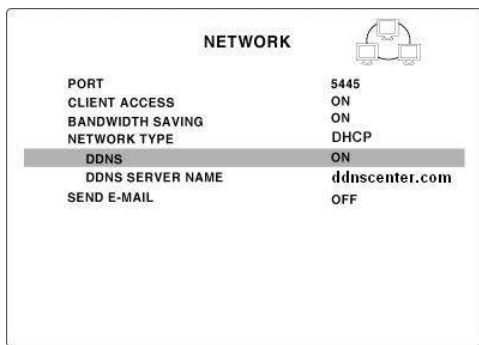 NETWORK
PORT 5445
CLIENT ACCESS ON
BANDWIDTH SAVING ON
NETWORK TYPE DHCP
DDNS ON
DDNS SERVER NAME ddnscenter.com
SEND E-MAIL OFF